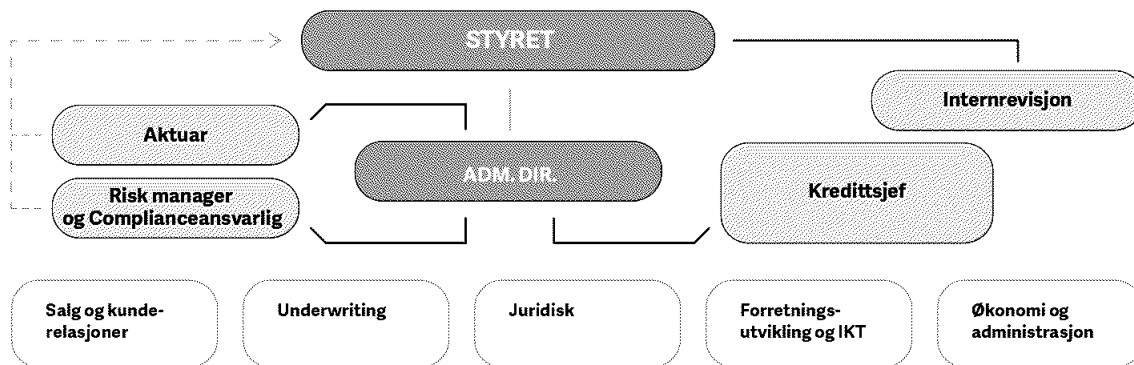 STYRET
Internrevisjon
Aktuar
ADM. DIR.
Risk manager
og Complianceansvarlig
Kredittsjef
Salg og kunde-
relasjoner
Underwriting
Juridisk
Forretnings-
utvikling og IKT
Økonomi og
administrasjon